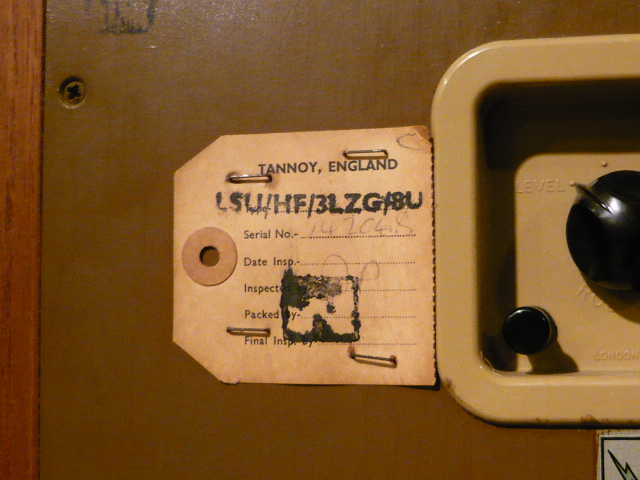 TANNOY, ENGLAND
LSU/HF/3LZG/8U
Type
Serial No.-
Date Insp.-
Inspected
Packed By-
Final Insp. By-
LEVEL
LONDON